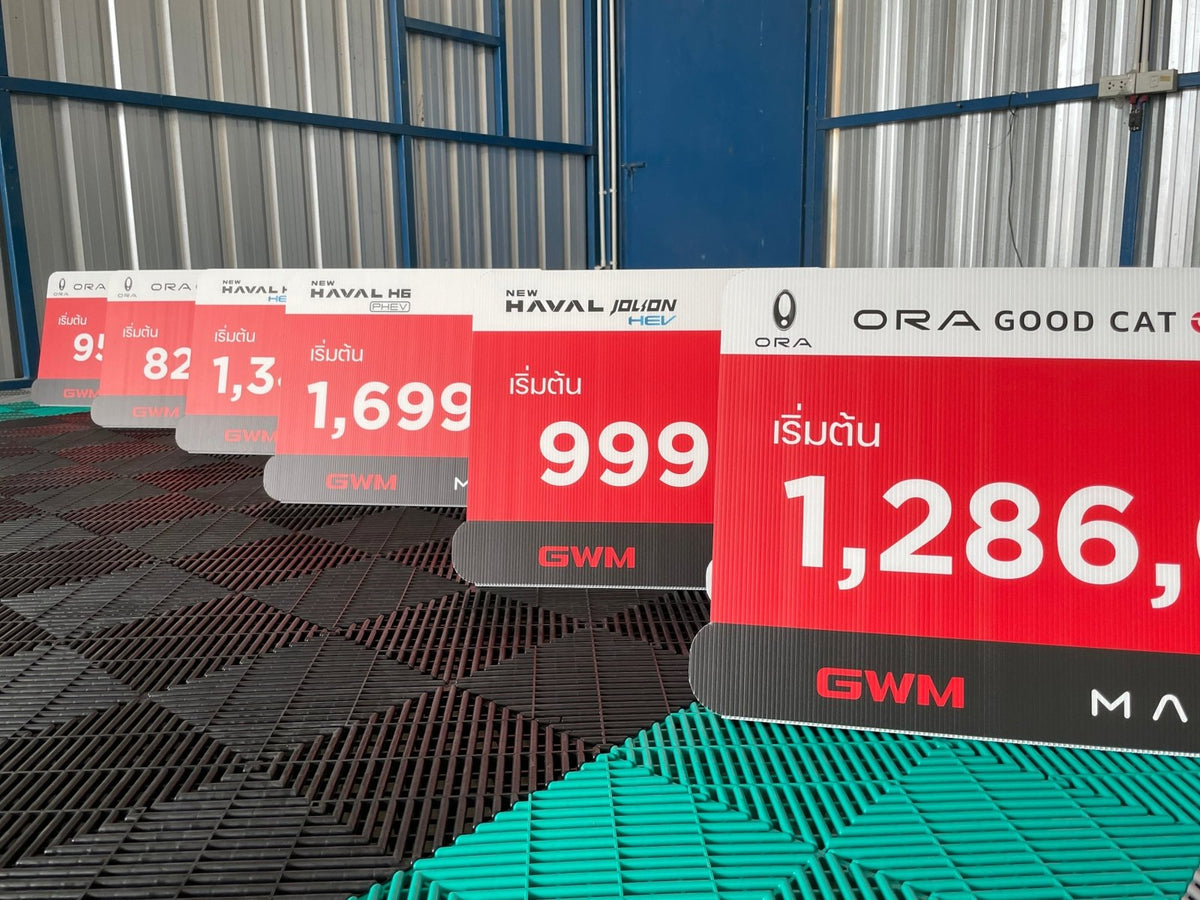 ORA ORA
เริ่มต้น
95
GWM
ORA ORA
เริ่มต้น
82
GWM
NEW
HAVAL H
HE
เริ่มต้น
1,3
GWM
NEW
HAVAL H6
PHEV
เริ่มต้น
1,699
GWM M
NEW
HAVAL JOLION
HEV
เริ่มต้น
999
GWM
ORA
ORA GOOD CAT
เริ่มต้น
1,286,
GWM MA